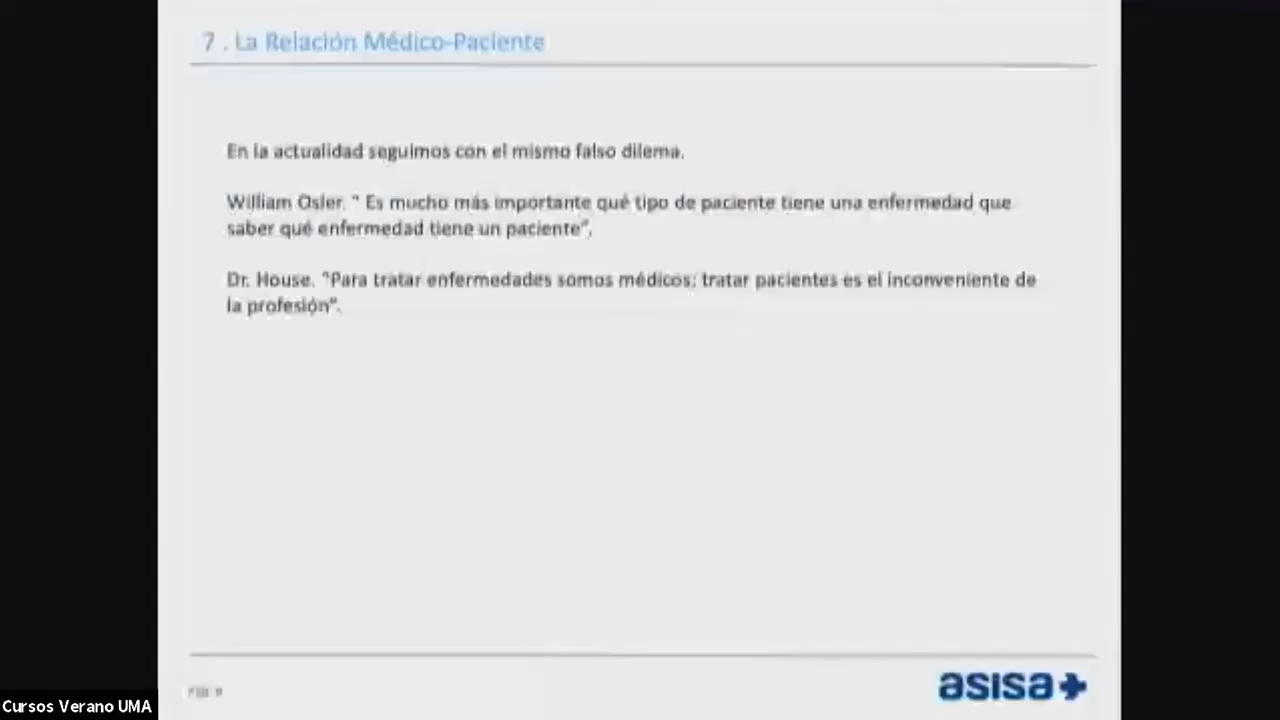 7 . La Relación Médico-Paciente
En la actualidad seguimos con el mismo falso dilema.
William Osler. " Es mucho más importante qué tipo de paciente tiene una enfermedad que
saber qué enfermedad tiene un paciente",
Dr. House. "Para tratar enfermedades somos médicos; tratar pacientes es el inconveniente de
la profesión".
asisa
Cursos Verano UMA